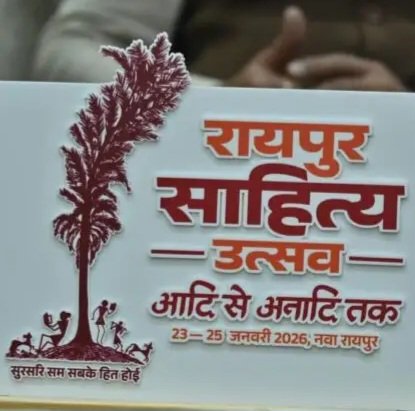 रायपुर
साहित्य
उत्सव
आदि से अनादि तक
23— 25 जनवरी 2026, नवा रायपुर
सुरसरि सम सबके हित होई